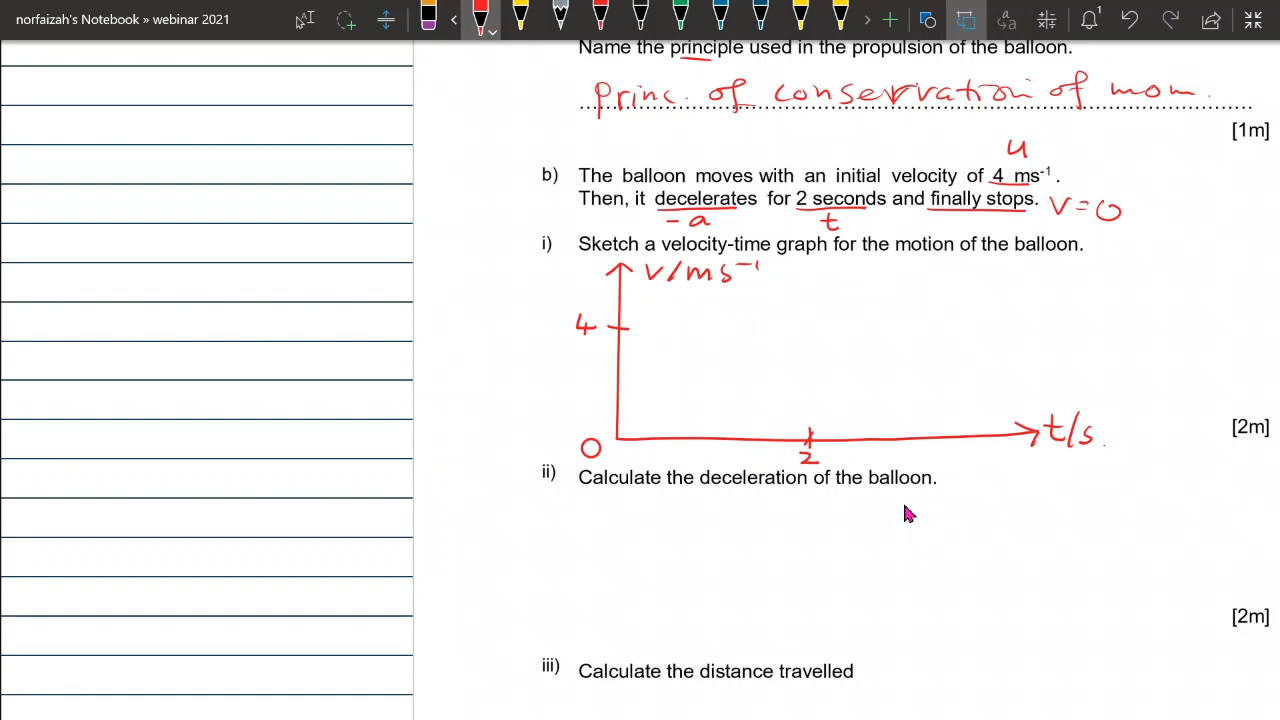 norfaizah's Notebook » webinar 2021
Name the principle used in the propulsion of the balloon.
princ. of conservation of mom.
[1m]
u
b) The balloon moves with an initial velocity of 4 ms⁻¹.
Then, it decelerates for 2 seconds and finally stops. v = 0
- a t
i) Sketch a velocity-time graph for the motion of the balloon.
v/ms⁻¹
4
t/s
[2m]
0
2
ii) Calculate the deceleration of the balloon.
[2m]
iii) Calculate the distance travelled